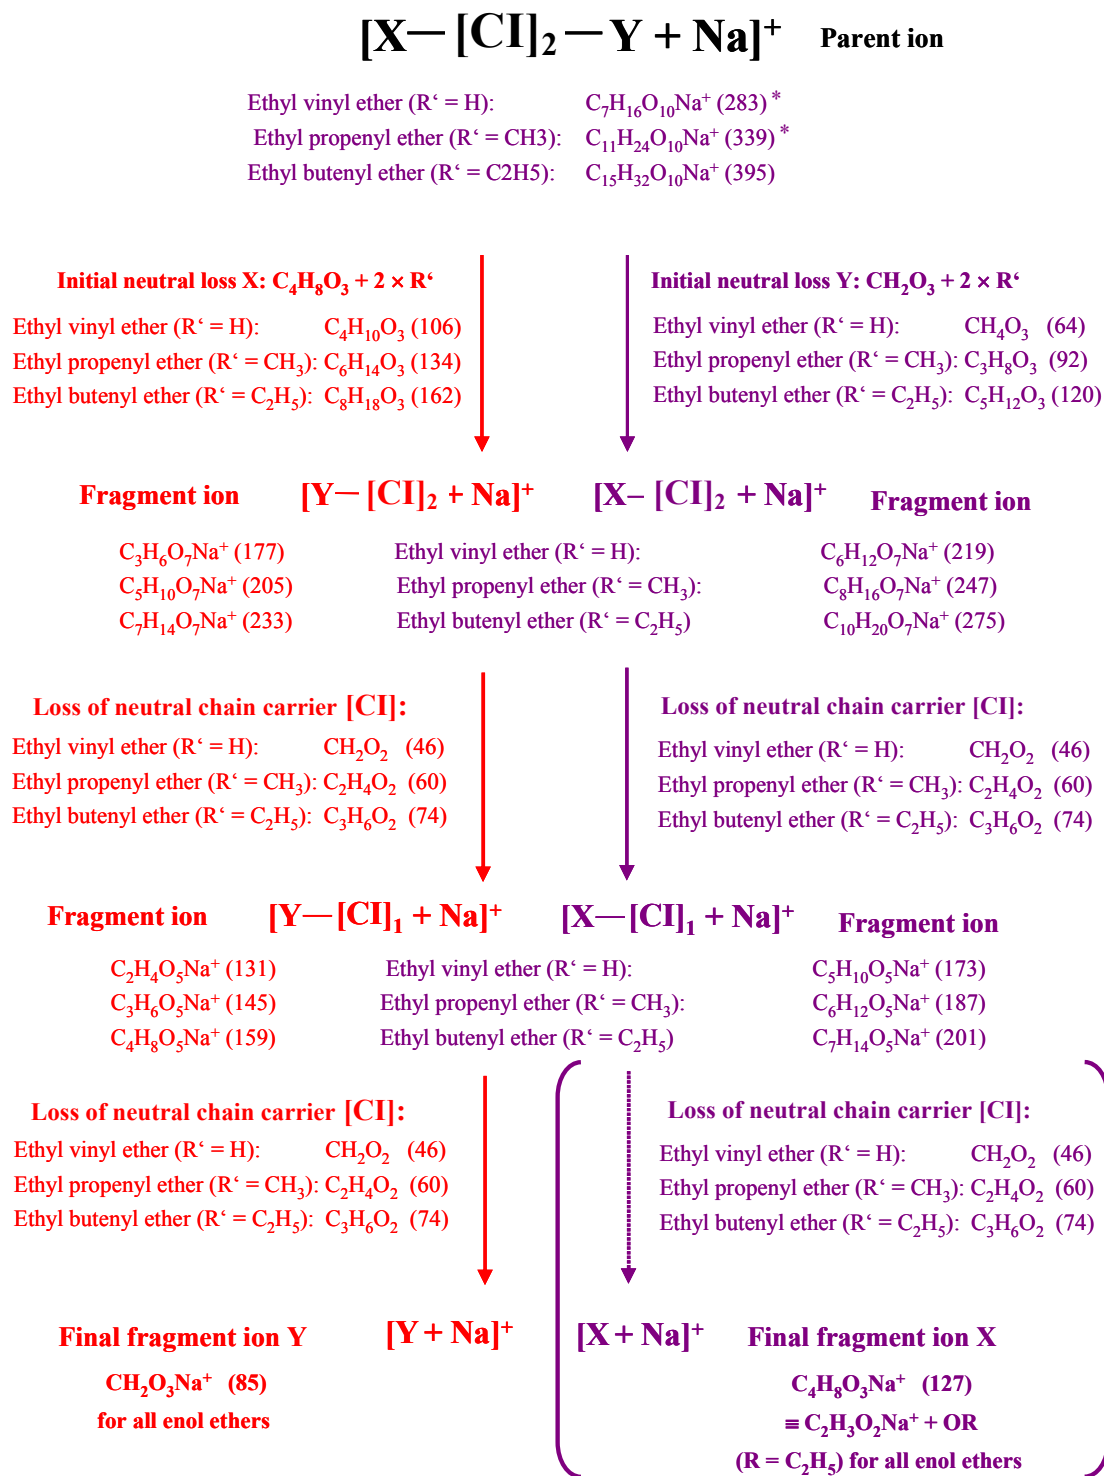 [X— [CI]₂ —Y + Na]⁺ Parent ion
Ethyl vinyl ether (R‘ = H): C₇H₁₆O₁₀Na⁺ (283) *
Ethyl propenyl ether (R‘ = CH3): C₁₁H₂₄O₁₀Na⁺ (339) *
Ethyl butenyl ether (R‘ = C2H5): C₁₅H₃₂O₁₀Na⁺ (395)
Initial neutral loss X: C₄H₈O₃ + 2 × R‘
Ethyl vinyl ether (R‘ = H): C₄H₁₀O₃ (106)
Ethyl propenyl ether (R‘ = CH₃): C₆H₁₄O₃ (134)
Ethyl butenyl ether (R‘ = C₂H₅): C₈H₁₈O₃ (162)
Initial neutral loss Y: CH₂O₃ + 2 × R‘
Ethyl vinyl ether (R‘ = H): CH₄O₃ (64)
Ethyl propenyl ether (R‘ = CH₃): C₃H₈O₃ (92)
Ethyl butenyl ether (R‘ = C₂H₅): C₅H₁₂O₃ (120)
Fragment ion [Y— [CI]₂ + Na]⁺ [X– [CI]₂ + Na]⁺ Fragment ion
C₃H₆O₇Na⁺ (177) Ethyl vinyl ether (R‘ = H): C₆H₁₂O₇Na⁺ (219)
C₅H₁₀O₇Na⁺ (205) Ethyl propenyl ether (R‘ = CH₃): C₈H₁₆O₇Na⁺ (247)
C₇H₁₄O₇Na⁺ (233) Ethyl butenyl ether (R‘ = C₂H₅) C₁₀H₂₀O₇Na⁺ (275)
Loss of neutral chain carrier [CI]:
Ethyl vinyl ether (R‘ = H): CH₂O₂ (46)
Ethyl propenyl ether (R‘ = CH₃): C₂H₄O₂ (60)
Ethyl butenyl ether (R‘ = C₂H₅): C₃H₆O₂ (74)
Loss of neutral chain carrier [CI]:
Ethyl vinyl ether (R‘ = H): CH₂O₂ (46)
Ethyl propenyl ether (R‘ = CH₃): C₂H₄O₂ (60)
Ethyl butenyl ether (R‘ = C₂H₅): C₃H₆O₂ (74)
Fragment ion [Y—[CI]₁ + Na]⁺ [X—[CI]₁ + Na]⁺ Fragment ion
C₂H₄O₅Na⁺ (131) Ethyl vinyl ether (R‘ = H): C₅H₁₀O₅Na⁺ (173)
C₃H₆O₅Na⁺ (145) Ethyl propenyl ether (R‘ = CH₃): C₆H₁₂O₅Na⁺ (187)
C₄H₈O₅Na⁺ (159) Ethyl butenyl ether (R‘ = C₂H₅) C₇H₁₄O₅Na⁺ (201)
Loss of neutral chain carrier [CI]:
Ethyl vinyl ether (R‘ = H): CH₂O₂ (46)
Ethyl propenyl ether (R‘ = CH₃): C₂H₄O₂ (60)
Ethyl butenyl ether (R‘ = C₂H₅): C₃H₆O₂ (74)
Loss of neutral chain carrier [CI]:
Ethyl vinyl ether (R‘ = H): CH₂O₂ (46)
Ethyl propenyl ether (R‘ = CH₃): C₂H₄O₂ (60)
Ethyl butenyl ether (R‘ = C₂H₅): C₃H₆O₂ (74)
Final fragment ion Y [Y + Na]⁺ [X + Na]⁺ Final fragment ion X
CH₂O₃Na⁺ (85)
for all enol ethers
C₄H₈O₃Na⁺ (127)
≡ C₂H₃O₂Na⁺ + OR
(R = C₂H₅) for all enol ethers